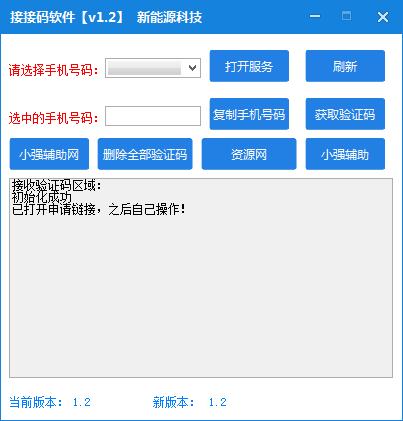 接接码软件【v1.2】 新能源科技
请选择手机号码: 打开服务 刷新
选中的手机号码: 复制手机号码 获取验证码
小强辅助网 删除全部验证码 资源网 小强辅助
接收验证码区域:
初始化成功
已打开申请链接，之后自己操作!
当前版本: 1.2 新版本: 1.2